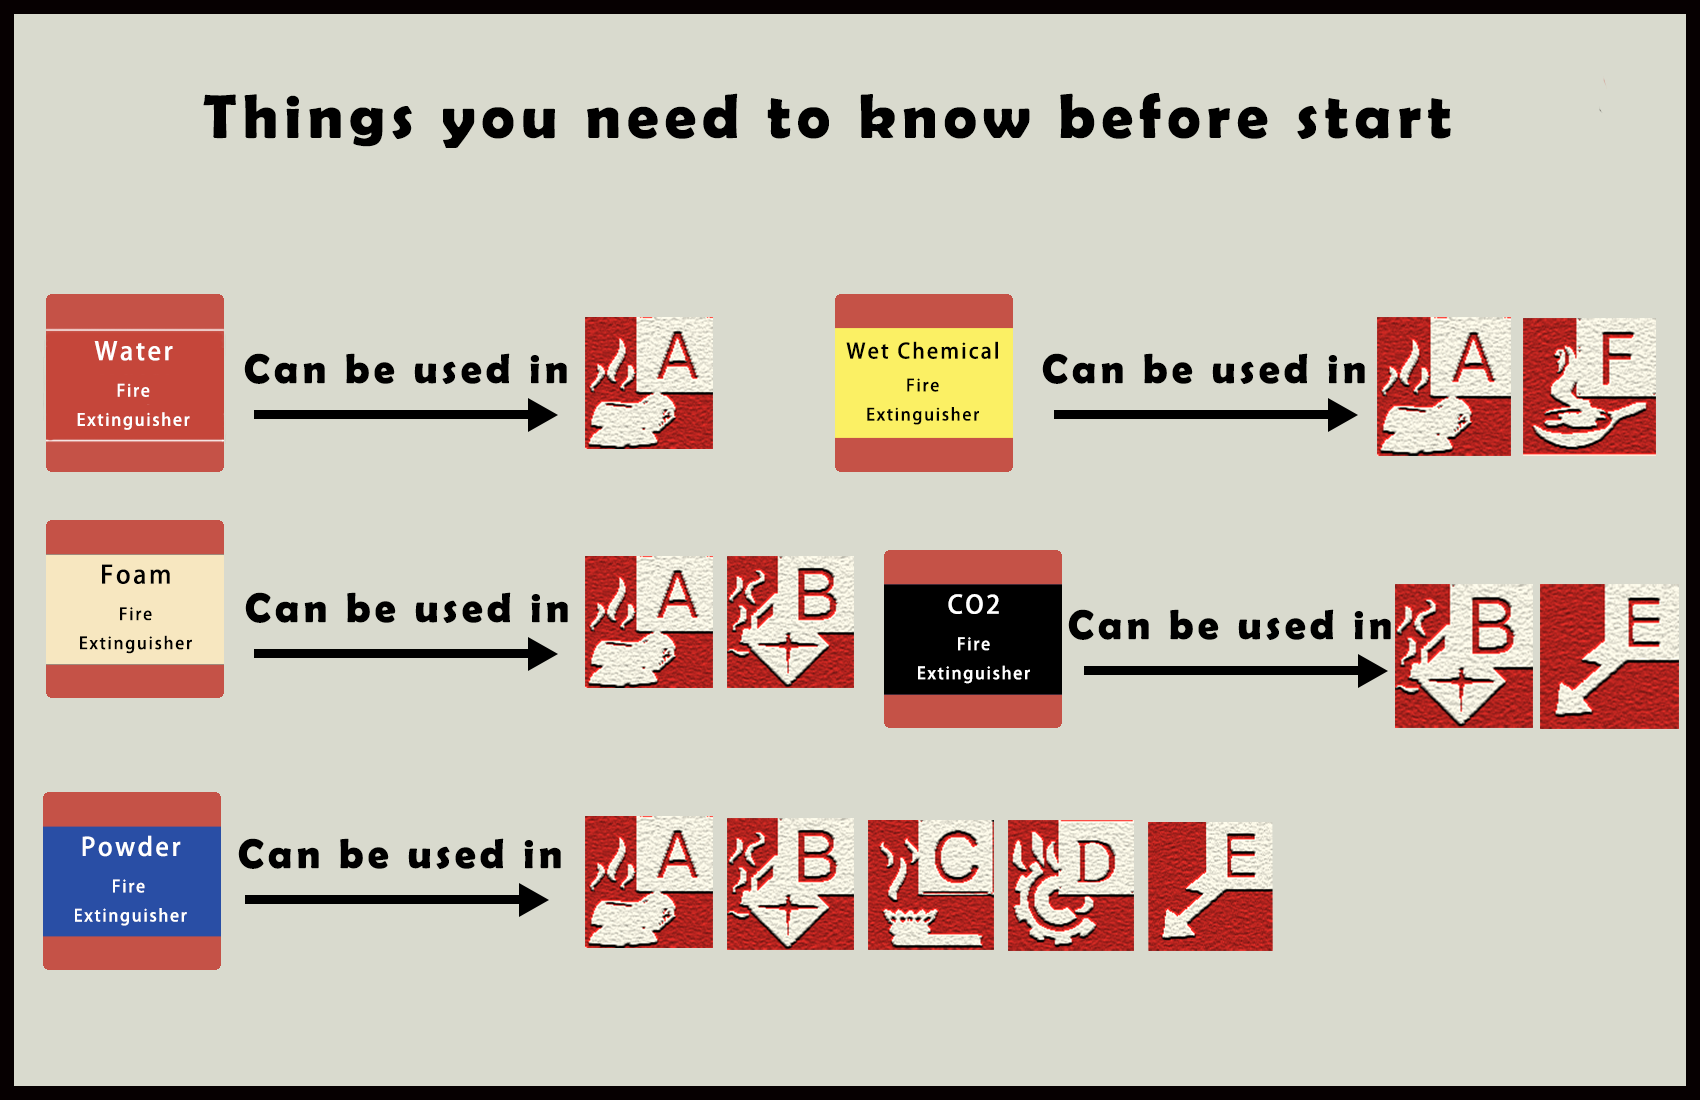 Things you need to know before start
Water
Fire
Extinguisher
Can be used in
A
Wet Chemical
Fire
Extinguisher
Can be used in
A F
Foam
Fire
Extinguisher
Can be used in
A B
CO2
Fire
Extinguisher
Can be used in
B E
Powder
Fire
Extinguisher
Can be used in
A B C D E